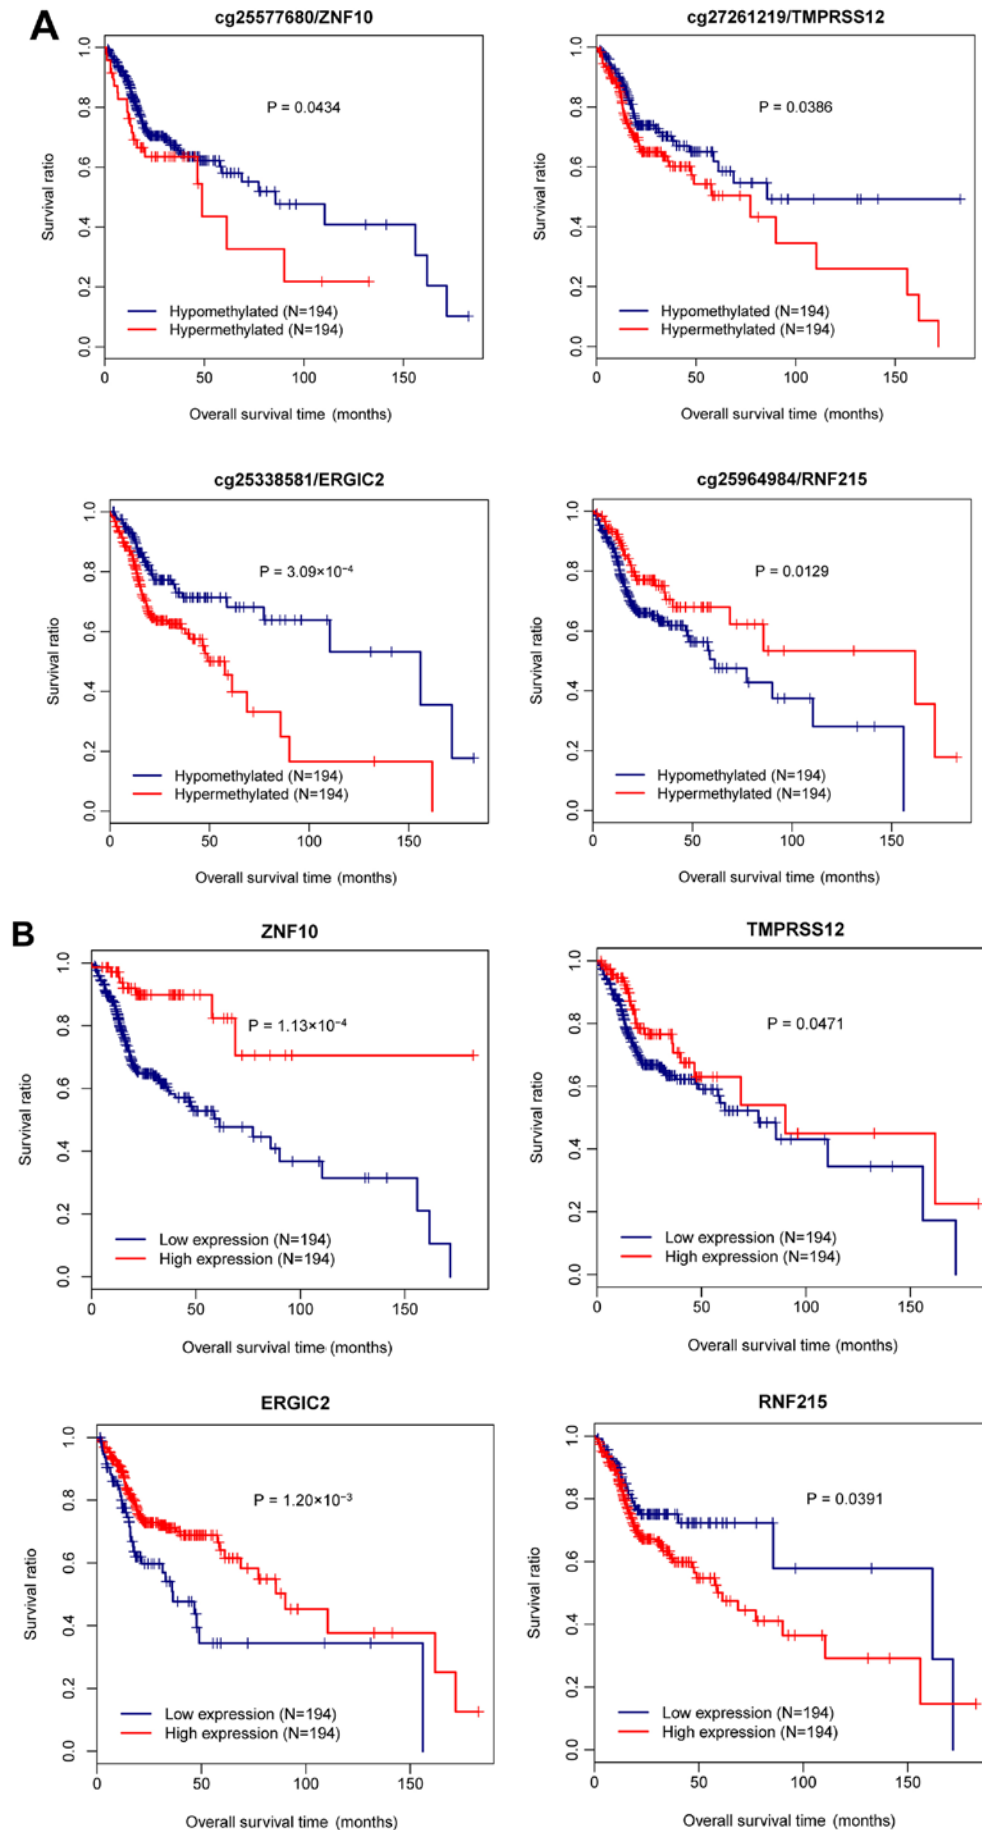 A
cg25577680/ZNF10
Survival ratio
1.0
0.8
0.6
0.4
0.2
0.0
P = 0.0434
Hypomethylated (N=194)
Hypermethylated (N=194)
0 50 100 150
Overall survival time (months)
cg27261219/TMPRSS12
Survival ratio
1.0
0.8
0.6
0.4
0.2
0.0
P = 0.0386
Hypomethylated (N=194)
Hypermethylated (N=194)
0 50 100 150
Overall survival time (months)
cg25338581/ERGIC2
Survival ratio
1.0
0.8
0.6
0.4
0.2
0.0
P = 3.09×10⁻⁴
Hypomethylated (N=194)
Hypermethylated (N=194)
0 50 100 150
Overall survival time (months)
cg25964984/RNF215
Survival ratio
1.0
0.8
0.6
0.4
0.2
0.0
P = 0.0129
Hypomethylated (N=194)
Hypermethylated (N=194)
0 50 100 150
Overall survival time (months)
B
ZNF10
Survival ratio
1.0
0.8
0.6
0.4
0.2
0.0
P = 1.13×10⁻⁴
Low expression (N=194)
High expression (N=194)
0 50 100 150
Overall survival time (months)
TMPRSS12
Survival ratio
1.0
0.8
0.6
0.4
0.2
0.0
P = 0.0471
Low expression (N=194)
High expression (N=194)
0 50 100 150
Overall survival time (months)
ERGIC2
Survival ratio
1.0
0.8
0.6
0.4
0.2
0.0
P = 1.20×10⁻³
Low expression (N=194)
High expression (N=194)
0 50 100 150
Overall survival time (months)
RNF215
Survival ratio
1.0
0.8
0.6
0.4
0.2
0.0
P = 0.0391
Low expression (N=194)
High expression (N=194)
0 50 100 150
Overall survival time (months)